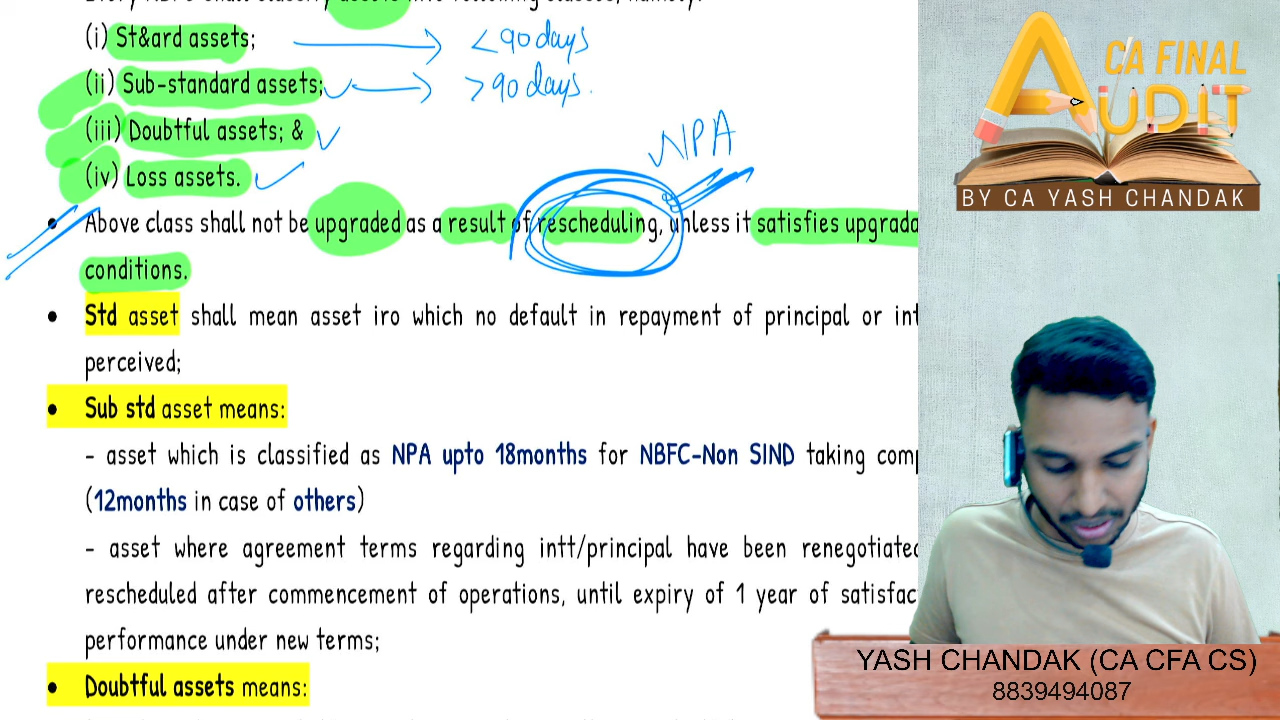 (i) St&ard assets; < 90 days
(ii) Sub-standard assets; > 90 days.
(iii) Doubtful assets; &
(iv) Loss assets.
NPA
• Above class shall not be upgraded as a result of rescheduling, unless it satisfies upgrada
conditions.
• Std asset shall mean asset iro which no default in repayment of principal or int
perceived;
• Sub std asset means:
- asset which is classified as NPA upto 18months for NBFC-Non SIND taking comp
(12months in case of others)
- asset where agreement terms regarding intt/principal have been renegotiated
rescheduled after commencement of operations, until expiry of 1 year of satisfact
performance under new terms;
• Doubtful assets means:
CA FINAL
AUDIT
BY CA YASH CHANDAK
YASH CHANDAK (CA CFA CS)
8839494087